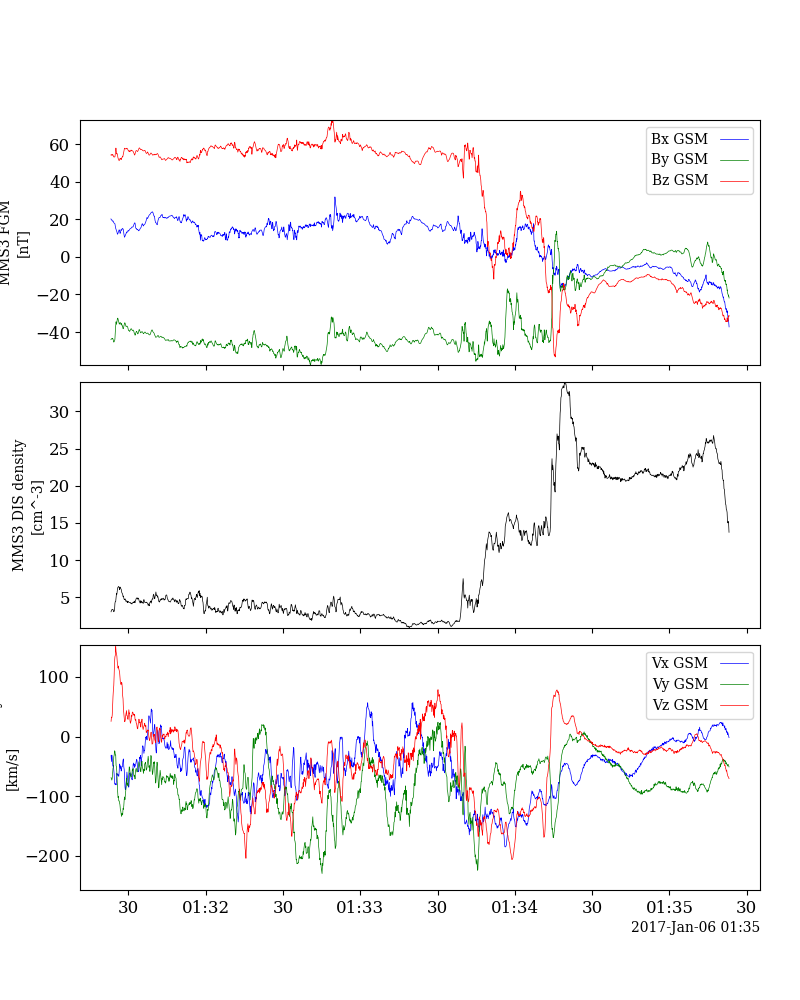 60
40
20
0
−20
−40
MMS3 FGM
[nT]
Bx GSM
By GSM
Bz GSM
30
25
20
15
10
5
MMS3 DIS density
[cm^-3]
100
0
−100
−200
[km/s]
Vx GSM
Vy GSM
Vz GSM
30 01:32 30 01:33 30 01:34 30 01:35 30
2017-Jan-06 01:35